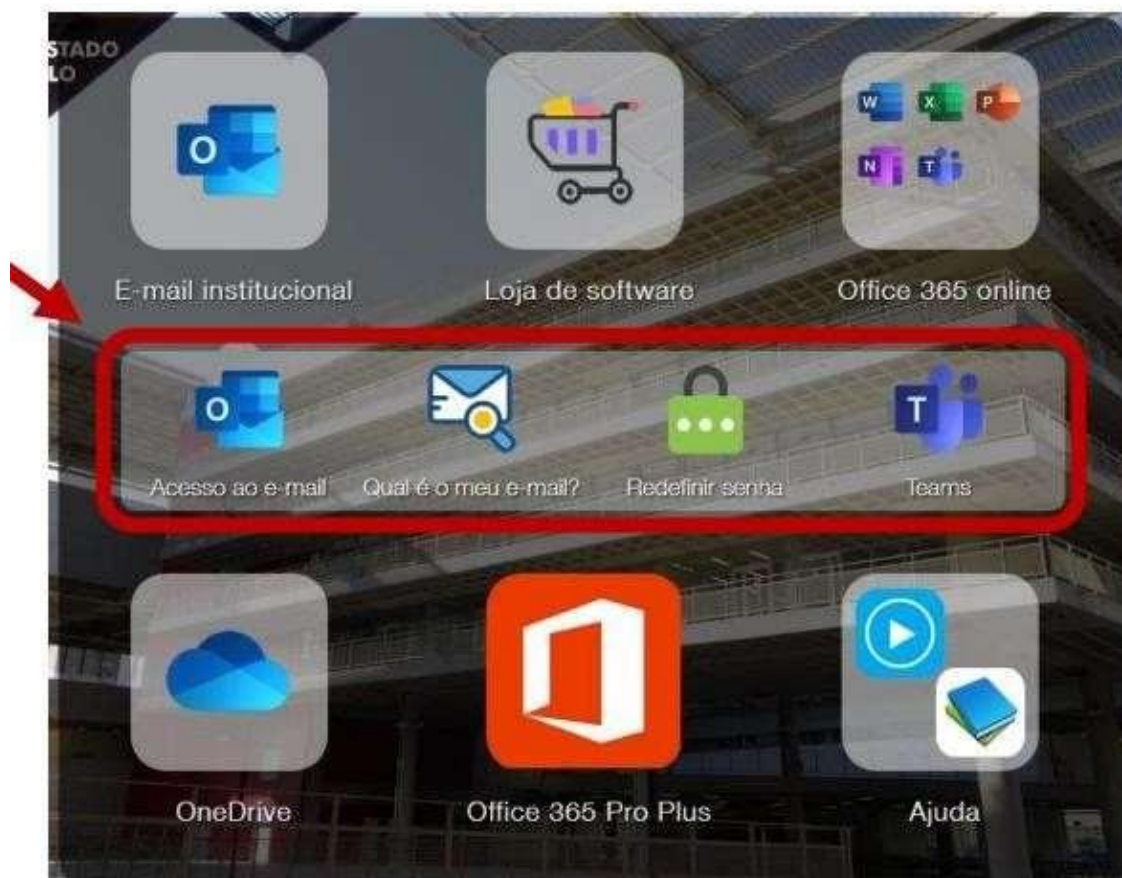 STADO
LO
O
W
X
P
N
T
E-mail institucional
Loja de software
Office 365 online
O
T
Acesso ao e-mail
Qual é o meu e-mail?
Redefinir senha
Teams
OneDrive
Office 365 Pro Plus
Ajuda